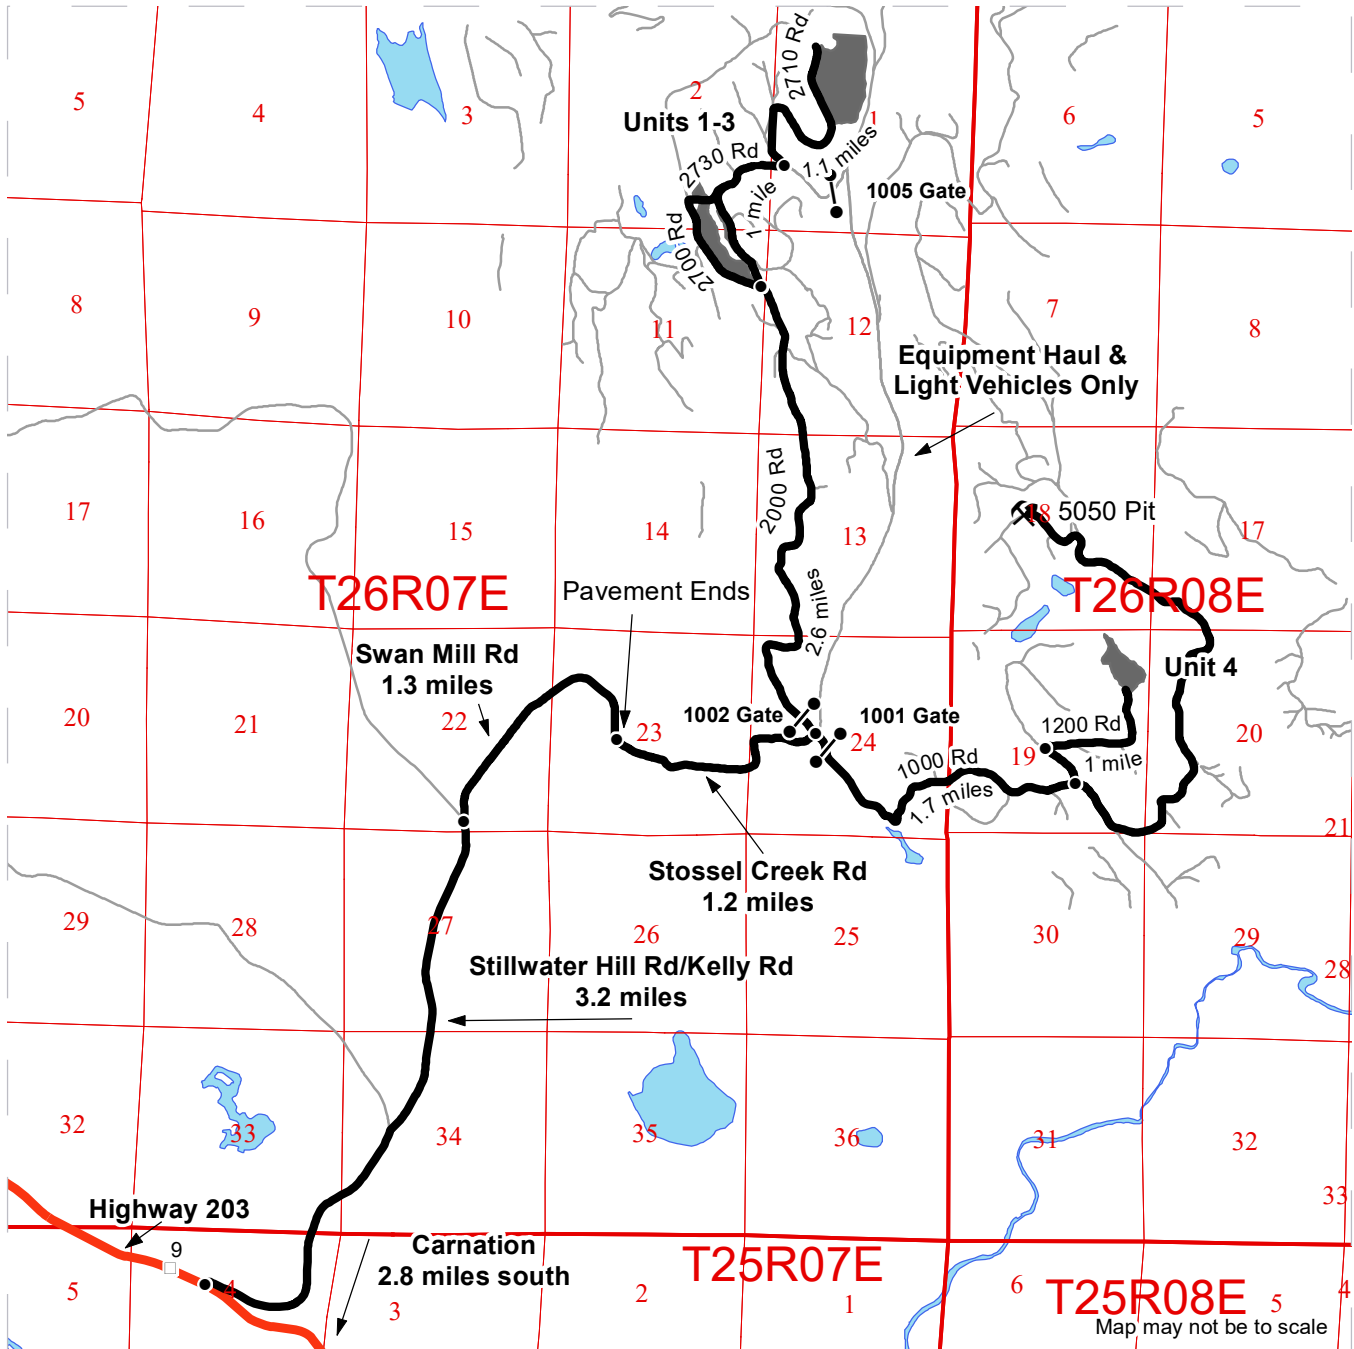 2710 Rd
5
4
3
2
1
6
5
Units 1-3
2730 Rd
1.1 miles
1 mile
1005 Gate
2700 Rd
8
9
10
11
12
7
8
Equipment Haul &
Light Vehicles Only
2000 Rd
17
16
15
14
13
18
5050 Pit
17
T26R07E
Pavement Ends
2.6 miles
T26R08E
Swan Mill Rd
1.3 miles
Unit 4
20
21
22
23
1002 Gate
1001 Gate
24
1000 Rd
1.7 miles
19
1200 Rd
1 mile
20
21
Stossel Creek Rd
1.2 miles
29
28
27
26
25
30
29
28
Stillwater Hill Rd/Kelly Rd
3.2 miles
32
33
34
35
36
31
32
33
Highway 203
9
Carnation
2.8 miles south
T25R07E
T25R08E
5
4
3
2
1
6
5
4
Map may not be to scale